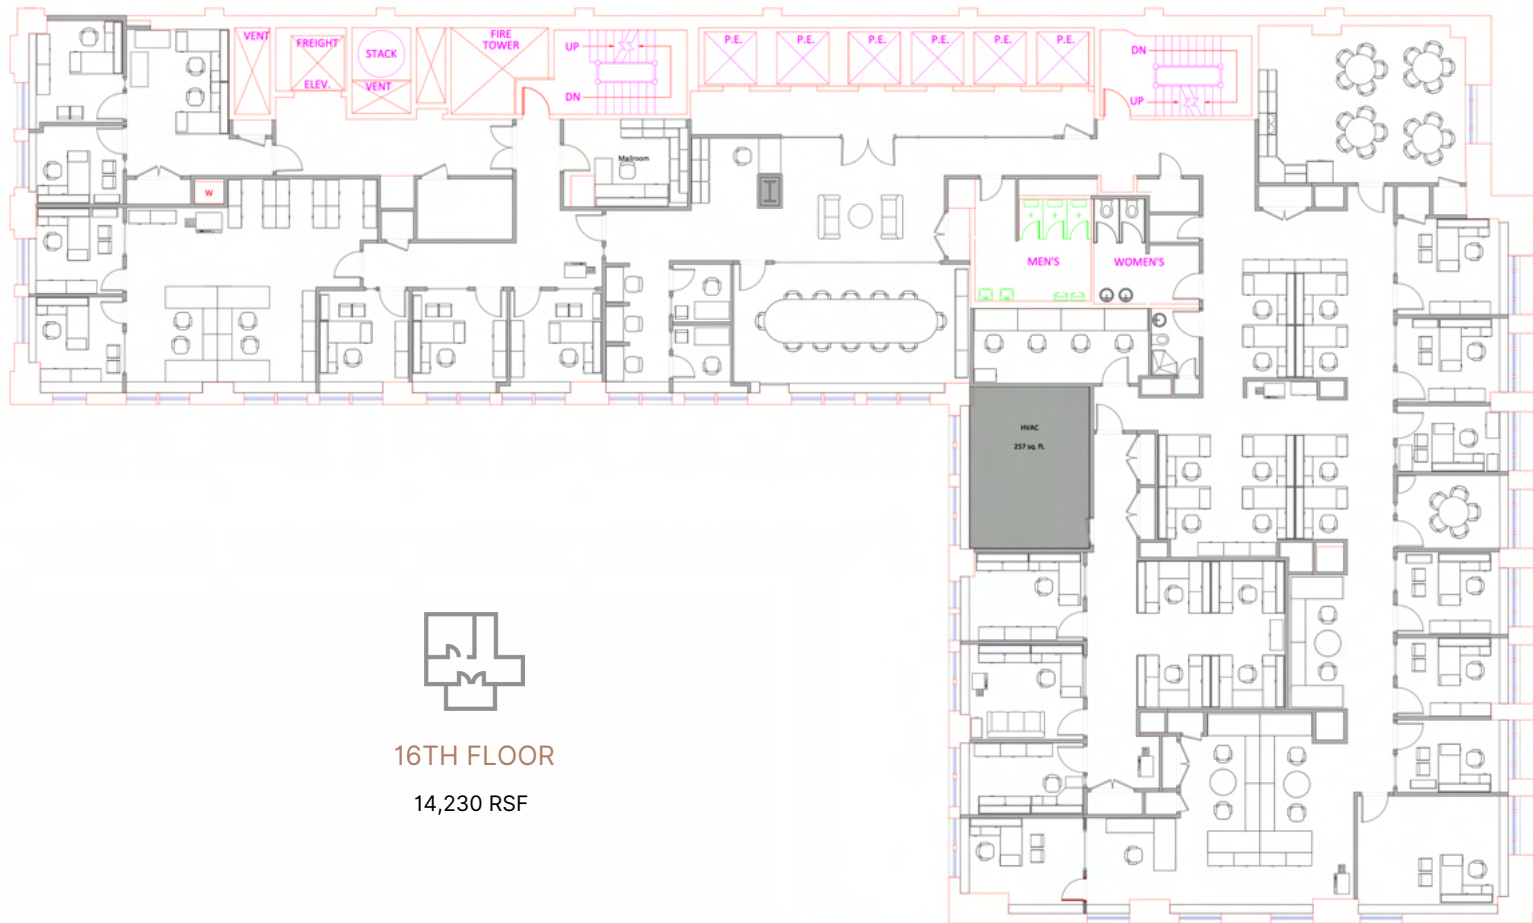 VENT
FREIGHT
ELEV.
STACK
VENT
FIRE
TOWER
UP
DN
P.E.
P.E.
P.E.
P.E.
P.E.
P.E.
DN
UP
Mailroom
W
MEN'S
WOMEN'S
HVAC
257 sq. ft.
16TH FLOOR
14,230 RSF